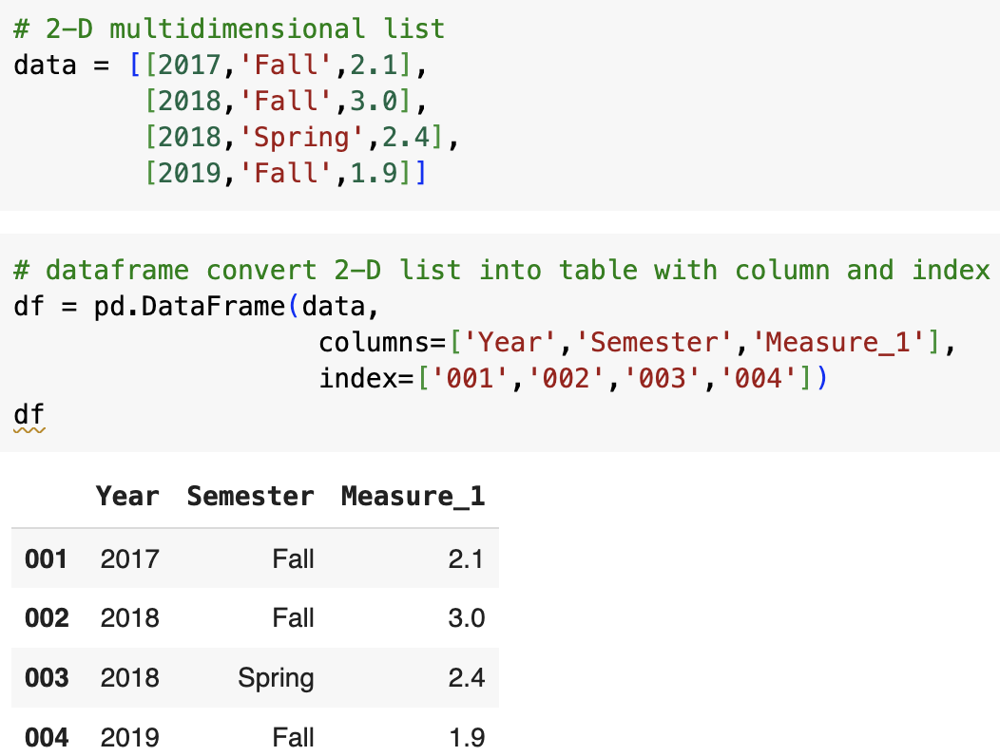 # 2-D multidimensional list
data = [[2017,'Fall',2.1],
[2018,'Fall',3.0],
[2018,'Spring',2.4],
[2019,'Fall',1.9]]
# dataframe convert 2-D list into table with column and index
df = pd.DataFrame(data,
columns=['Year','Semester','Measure_1'],
index=['001','002','003','004'])
df
Year Semester Measure_1
001 2017 Fall 2.1
002 2018 Fall 3.0
003 2018 Spring 2.4
004 2019 Fall 1.9